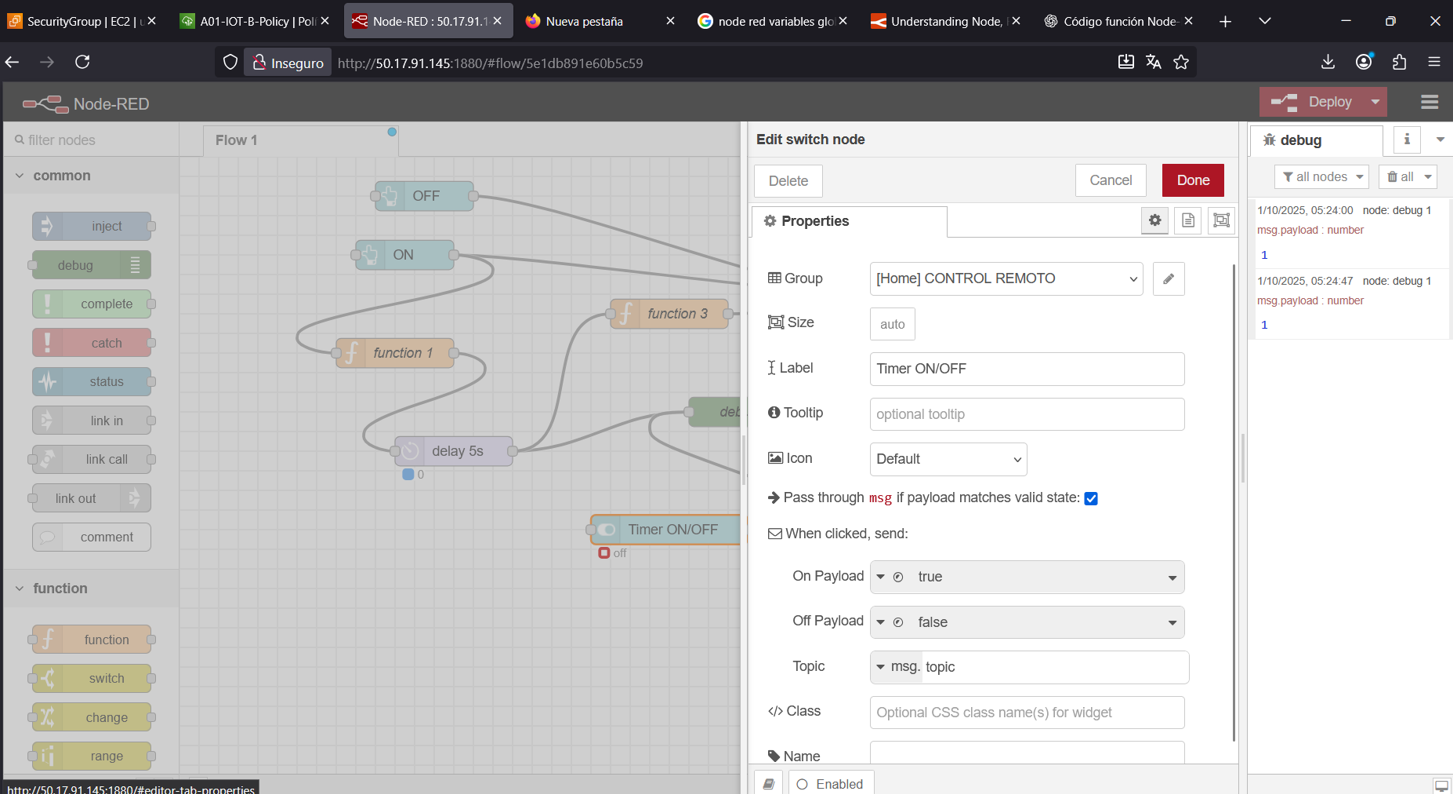 SecurityGroup | EC2 | u
A01-IOT-B-Policy | Poli
Node-RED : 50.17.91.1
Nueva pestaña
node red variables glo
Understanding Node,
Código función Node-
Inseguro
http://50.17.91.145:1880/#flow/5e1db891e60b5c59
Node-RED
Deploy
filter nodes
Flow 1
Edit switch node
debug
i
Delete
Cancel
Done
all nodes
all
common
Properties
inject
debug
complete
catch
status
link in
link call
link out
comment
function
function
switch
change
range
OFF
ON
function 3
function 1
deb
delay 5s
0
Timer ON/OFF
off
Group
[Home] CONTROL REMOTO
Size
auto
Label
Timer ON/OFF
Tooltip
optional tooltip
Icon
Default
Pass through msg if payload matches valid state:
When clicked, send:
On Payload
true
Off Payload
false
Topic
msg. topic
Class
Optional CSS class name(s) for widget
Name
Enabled
1/10/2025, 05:24:00 node: debug 1
msg.payload : number
1
1/10/2025, 05:24:47 node: debug 1
msg.payload : number
1
http://50.17.91.145:1880/#editor-tab-properties